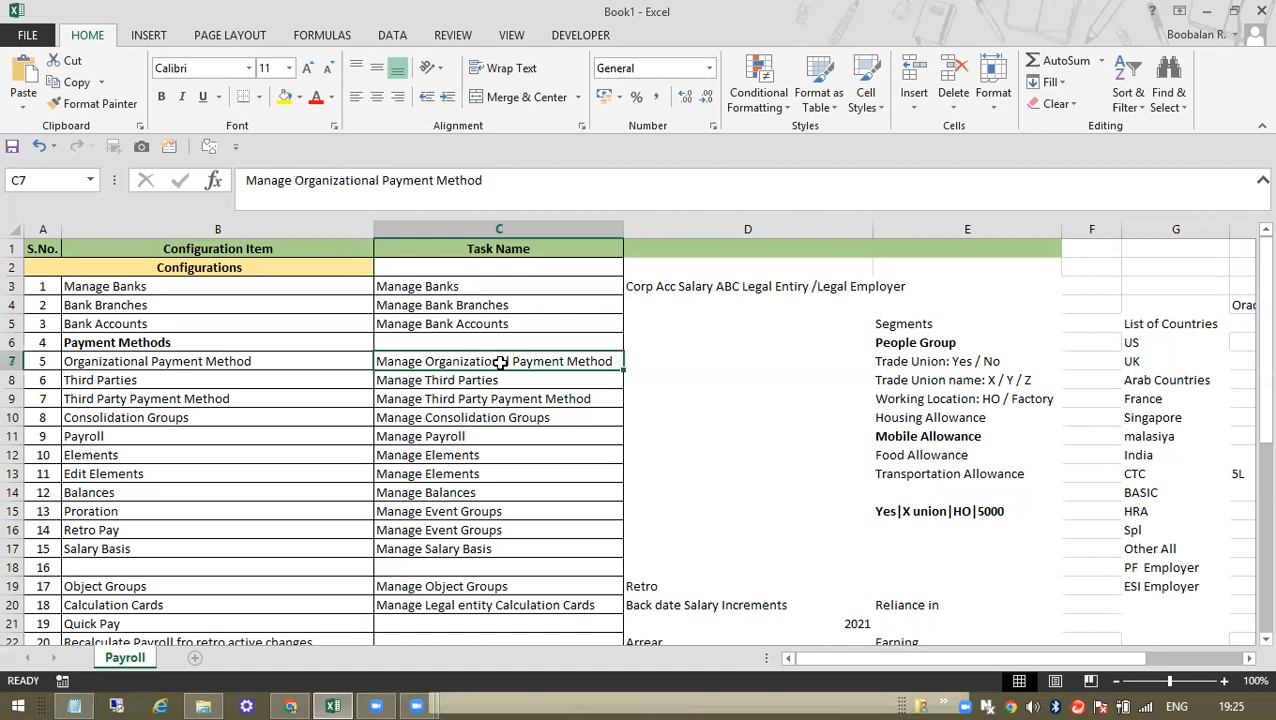 Book1 - Excel
FILE HOME INSERT PAGE LAYOUT FORMULAS DATA REVIEW VIEW DEVELOPER Boobalan R.
Paste Cut Copy Format Painter Clipboard
Calibri 11 Font
Wrap Text Merge & Center Alignment
General Number
Conditional Formatting Format as Table Cell Styles Styles
Insert Delete Format Cells
AutoSum Fill Clear Sort & Filter Find & Select Editing
C7 fx Manage Organizational Payment Method
A B C D E F G
1 S.No. Configuration Item Task Name
2 Configurations
3 1 Manage Banks Manage Banks Corp Acc Salary ABC Legal Entiry /Legal Employer
4 2 Bank Branches Manage Bank Branches Orac
5 3 Bank Accounts Manage Bank Accounts Segments List of Countries
6 4 Payment Methods People Group US
7 5 Organizational Payment Method Manage Organizational Payment Method Trade Union: Yes / No UK
8 6 Third Parties Manage Third Parties Trade Union name: X / Y / Z Arab Countries
9 7 Third Party Payment Method Manage Third Party Payment Method Working Location: HO / Factory France
10 8 Consolidation Groups Manage Consolidation Groups Housing Allowance Singapore
11 9 Payroll Manage Payroll Mobile Allowance malasiya
12 10 Elements Manage Elements Food Allowance India
13 11 Edit Elements Manage Elements Transportation Allowance CTC 5L
14 12 Balances Manage Balances BASIC
15 13 Proration Manage Event Groups Yes|X union|HO|5000 HRA
16 14 Retro Pay Manage Event Groups Spl
17 15 Salary Basis Manage Salary Basis Other All
18 16 PF Employer
19 17 Object Groups Manage Object Groups Retro ESI Employer
20 18 Calculation Cards Manage Legal entity Calculation Cards Back date Salary Increments Reliance in
21 19 Quick Pay 2021
22 20 Recalculate Payroll fro retro active changes Arrear Earning
Payroll
READY 100%
ENG 19:25